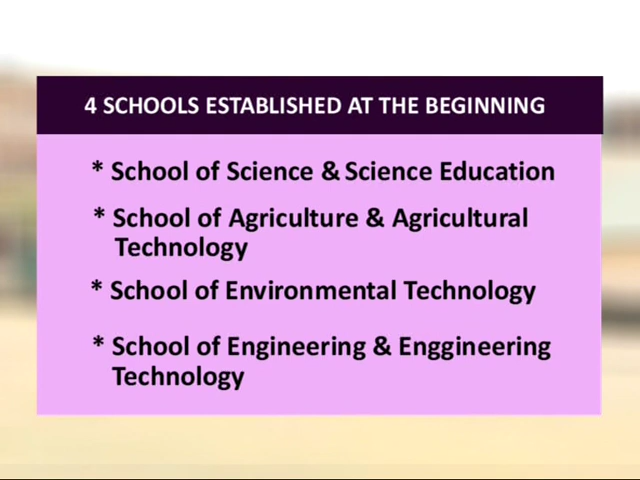 4 SCHOOLS ESTABLISHED AT THE BEGINNING
* School of Science & Science Education
* School of Agriculture & Agricultural
Technology
* School of Environmental Technology
* School of Engineering & Enggineering
Technology